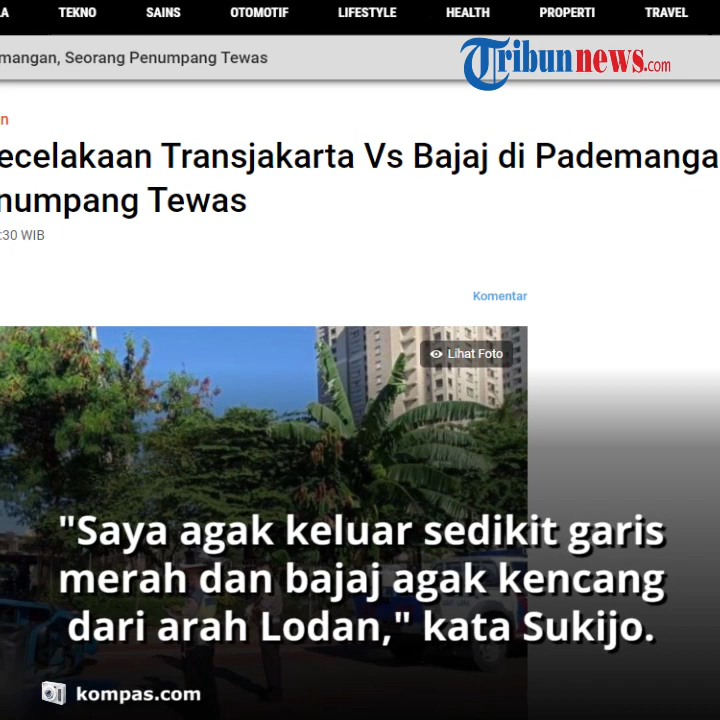 A TEKNO SAINS OTOMOTIF LIFESTYLE HEALTH PROPERTI TRAVEL
mangan, Seorang Penumpang Tewas
Tribunnews.com
n
ecelakaan Transjakarta Vs Bajaj di Pademanga
numpang Tewas
:30 WIB
Komentar
Lihat Foto
"Saya agak keluar sedikit garis
merah dan bajaj agak kencang
dari arah Lodan," kata Sukijo.
kompas.com